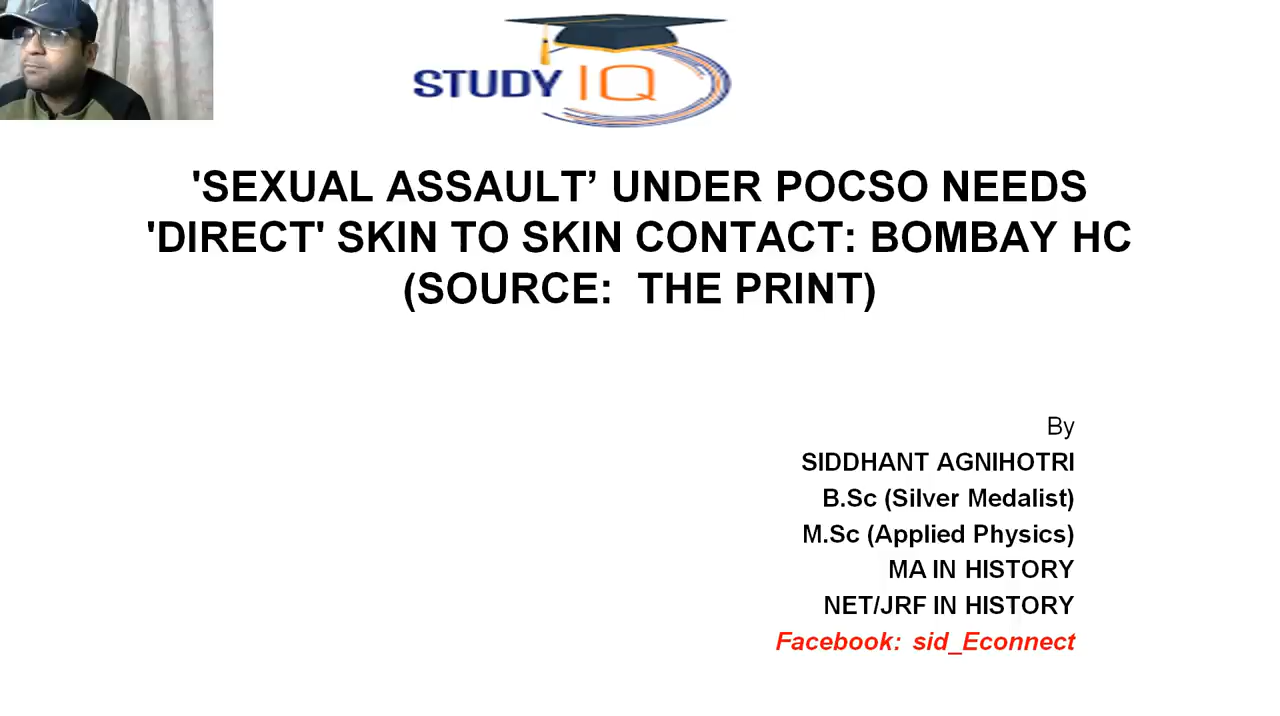 STUDY IQ
'SEXUAL ASSAULT’ UNDER POCSO NEEDS
'DIRECT' SKIN TO SKIN CONTACT: BOMBAY HC
(SOURCE: THE PRINT)
By
SIDDHANT AGNIHOTRI
B.Sc (Silver Medalist)
M.Sc (Applied Physics)
MA IN HISTORY
NET/JRF IN HISTORY
Facebook: sid_Econnect